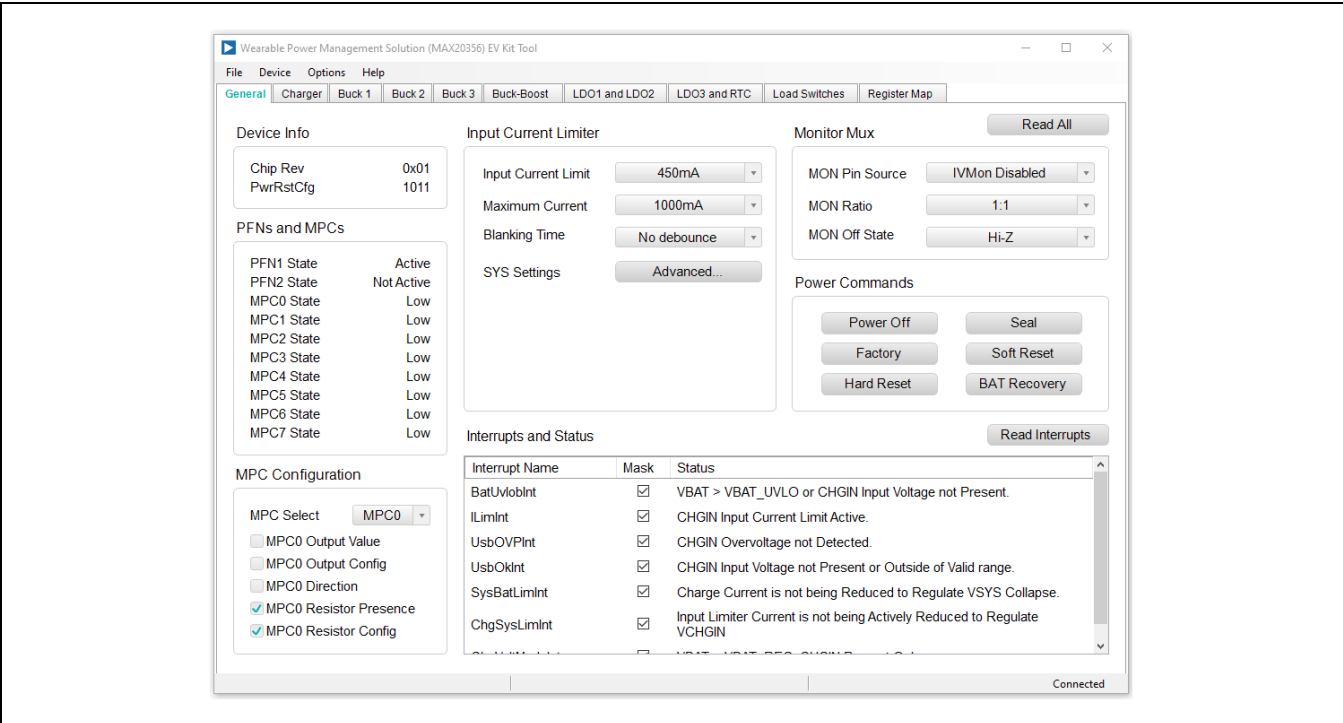 Wearable Power Management Solution (MAX20356) EV Kit Tool
File Device Options Help
General Charger Buck 1 Buck 2 Buck 3 Buck-Boost LDO1 and LDO2 LDO3 and RTC Load Switches Register Map
Device Info
Chip Rev 0x01
PwrRstCfg 1011
PFNs and MPCs
PFN1 State Active
PFN2 State Not Active
MPC0 State Low
MPC1 State Low
MPC2 State Low
MPC3 State Low
MPC4 State Low
MPC5 State Low
MPC6 State Low
MPC7 State Low
MPC Configuration
MPC Select MPC0
MPC0 Output Value
MPC0 Output Config
MPC0 Direction
MPC0 Resistor Presence
MPC0 Resistor Config
Input Current Limiter
Input Current Limit 450mA
Maximum Current 1000mA
Blanking Time No debounce
SYS Settings Advanced...
Monitor Mux
Read All
MON Pin Source IVMon Disabled
MON Ratio 1:1
MON Off State Hi-Z
Power Commands
Power Off Seal
Factory Soft Reset
Hard Reset BAT Recovery
Interrupts and Status
Read Interrupts
Interrupt Name Mask Status
BatUvlobInt VBAT > VBAT_UVLO or CHGIN Input Voltage not Present.
ILimInt CHGIN Input Current Limit Active.
UsbOVPInt CHGIN Overvoltage not Detected.
UsbOkInt CHGIN Input Voltage not Present or Outside of Valid range.
SysBatLimInt Charge Current is not being Reduced to Regulate VSYS Collapse.
ChgSysLimInt Input Limiter Current is not being Actively Reduced to Regulate
VCHGIN
Connected